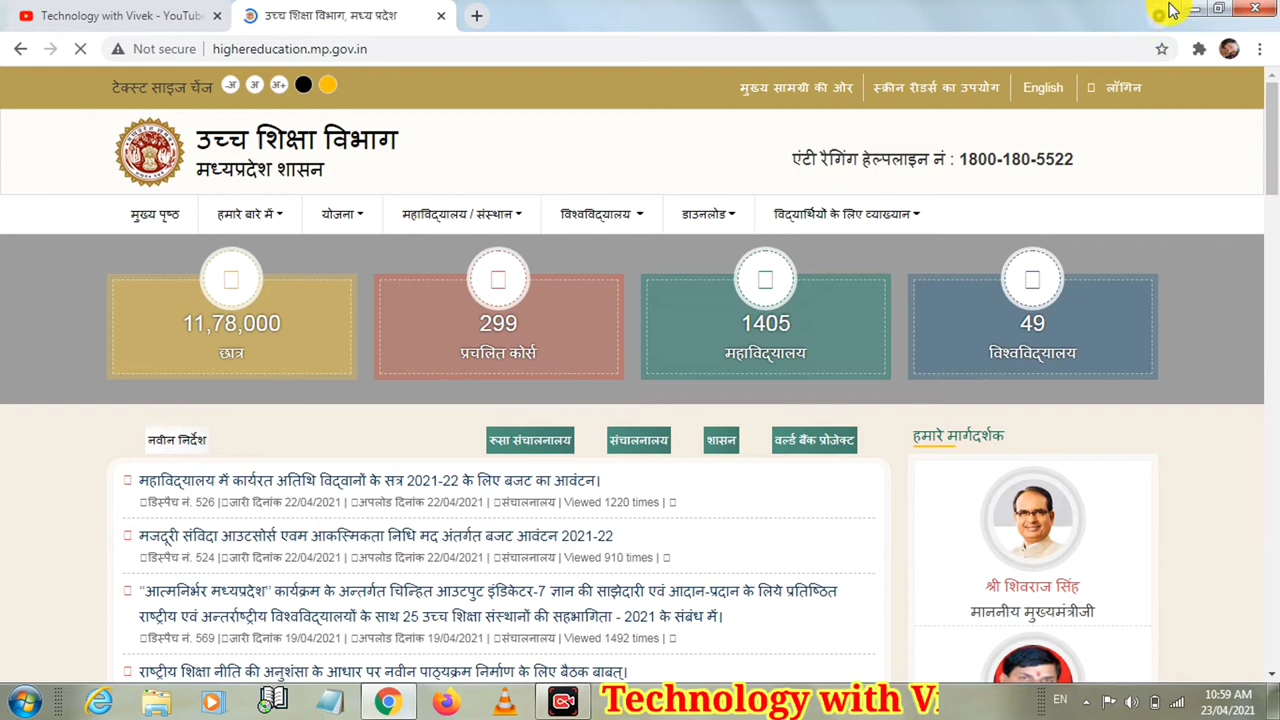 Technology with Vivek - YouTube
उच्च शिक्षा विभाग, मध्य प्रदेश
Not secure
highereducation.mp.gov.in
टेक्स्ट साइज चेंज -अ अ अ+
मुख्य सामग्री की ओर
स्क्रीन रीडर्स का उपयोग
English
लॉगिन
उच्च शिक्षा विभाग
मध्यप्रदेश शासन
एंटी रैगिंग हेल्पलाइन नं : 1800-180-5522
मुख्य पृष्ठ
हमारे बारे में
योजना
महाविद्यालय / संस्थान
विश्वविद्यालय
डाउनलोड
विद्यार्थियों के लिए व्याख्यान
11,78,000
छात्र
299
प्रचलित कोर्स
1405
महाविद्यालय
49
विश्वविद्यालय
नवीन निर्देश
रूसा संचालनालय
संचालनालय
शासन
वर्ल्ड बैंक प्रोजेक्ट
हमारे मार्गदर्शक
महाविद्यालय में कार्यरत अतिथि विद्वानों के सत्र 2021-22 के लिए बजट का आवंटन।
डिस्पैच नं. 526 | जारी दिनांक 22/04/2021 | अपलोड दिनांक 22/04/2021 | संचालनालय | Viewed 1220 times |
मजदूरी संविदा आउटसोर्स एवम आकस्मिकता निधि मद अंतर्गत बजट आवंटन 2021-22
डिस्पैच नं. 524 | जारी दिनांक 22/04/2021 | अपलोड दिनांक 22/04/2021 | संचालनालय | Viewed 910 times |
“आत्मनिर्भर मध्यप्रदेश” कार्यक्रम के अन्तर्गत चिन्हित आउटपुट इंडिकेटर-7 ज्ञान की साझेदारी एवं आदान-प्रदान के लिये प्रतिष्ठित
राष्ट्रीय एवं अन्तर्राष्ट्रीय विश्वविद्यालयों के साथ 25 उच्च शिक्षा संस्थानों की सहभागिता - 2021 के संबंध में।
डिस्पैच नं. 569 | जारी दिनांक 19/04/2021 | अपलोड दिनांक 19/04/2021 | संचालनालय | Viewed 1492 times |
राष्ट्रीय शिक्षा नीति की अनुशंसा के आधार पर नवीन पाठ्यक्रम निर्माण के लिए बैठक बाबत्।
श्री शिवराज सिंह
माननीय मुख्यमंत्रीजी
Technology with Vi
EN
10:59 AM
23/04/2021